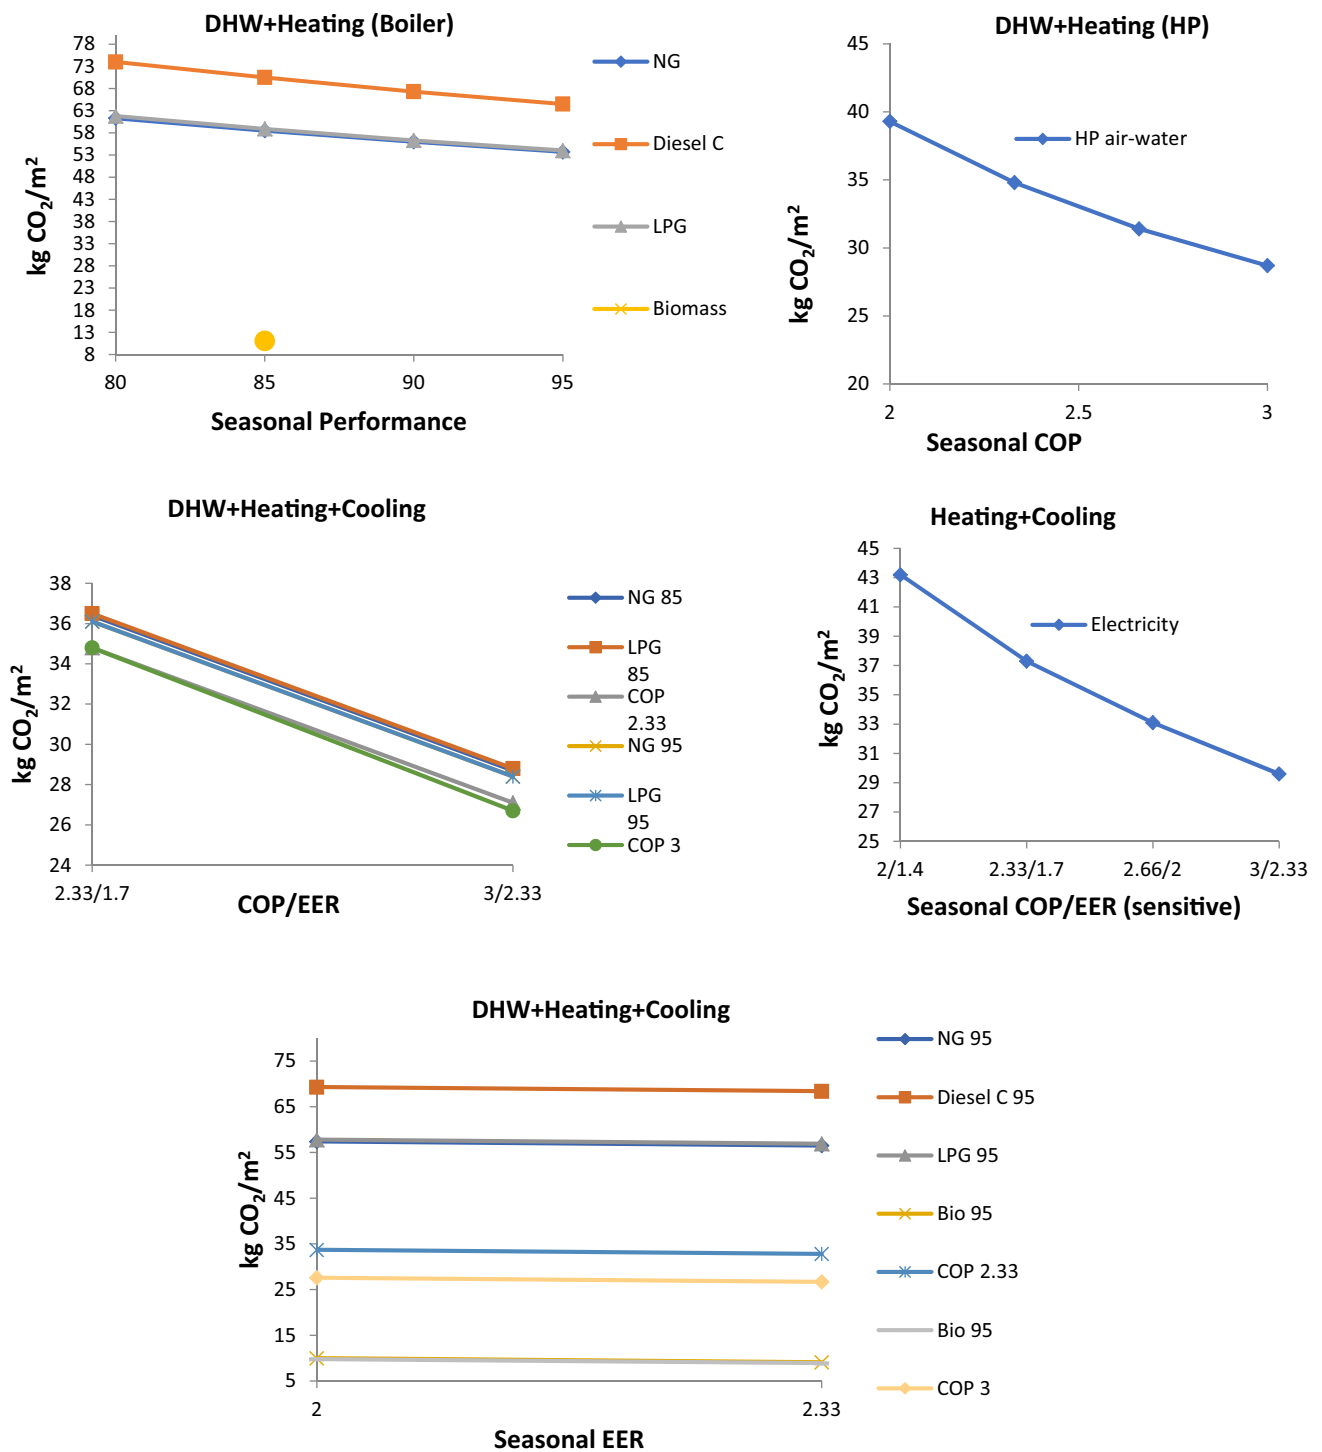 DHW+Heating (Boiler)
kg CO₂/m²
78
73
68
63
58
53
48
43
38
33
28
23
18
13
8
80
85
90
95
Seasonal Performance
NG
Diesel C
LPG
Biomass
DHW+Heating (HP)
kg CO₂/m²
45
40
35
30
25
20
2
2.5
3
Seasonal COP
HP air-water
DHW+Heating+Cooling
kg CO₂/m²
38
36
34
32
30
28
26
24
2.33/1.7
3/2.33
COP/EER
NG 85
LPG
85
COP
2.33
NG 95
LPG
95
COP 3
Heating+Cooling
kg CO₂/m²
45
43
41
39
37
35
33
31
29
27
25
2/1.4
2.33/1.7
2.66/2
3/2.33
Seasonal COP/EER (sensitive)
Electricity
DHW+Heating+Cooling
kg CO₂/m²
75
65
55
45
35
25
15
5
2
2.33
Seasonal EER
NG 95
Diesel C 95
LPG 95
Bio 95
COP 2.33
Bio 95
COP 3